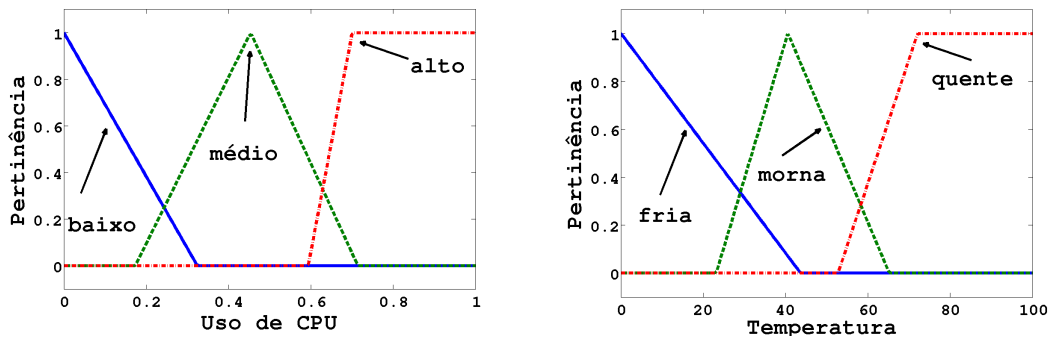 Pertinência
1
0.8
0.6
0.4
0.2
0
0 0.2 0.4 0.6 0.8 1
Uso de CPU
baixo
médio
alto
Pertinência
1
0.8
0.6
0.4
0.2
0
0 20 40 60 80 100
Temperatura
fria
morna
quente